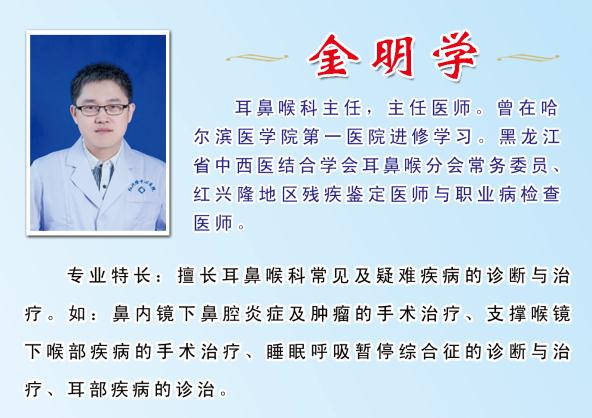 金明学
耳鼻喉科主任，主任医师。曾在哈
尔滨医学院第一医院进修学习。黑龙江
省中西医结合学会耳鼻喉分会常务委员、
红兴隆地区残疾鉴定医师与职业病检查
医师。
专业特长：擅长耳鼻喉科常见及疑难疾病的诊断与治
疗。如：鼻内镜下鼻腔炎症及肿瘤的手术治疗、支撑喉镜
下喉部疾病的手术治疗、睡眠呼吸暂停综合征的诊断与治
疗、耳部疾病的诊治。